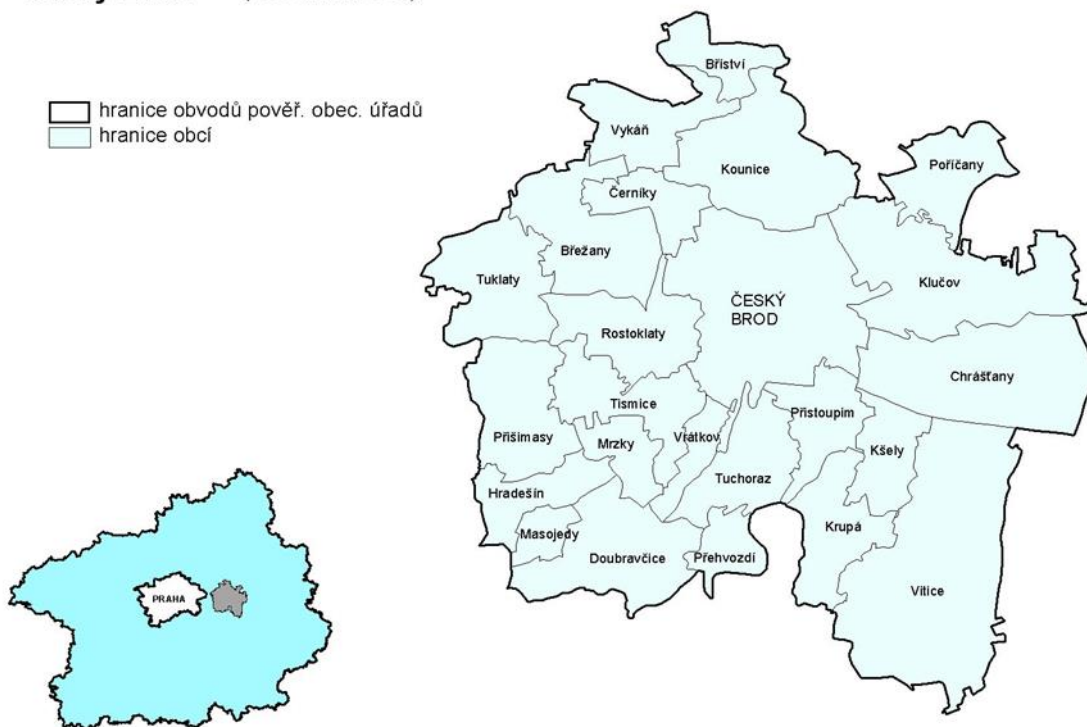 hranice obvodů pověř. obec. úřadů
hranice obcí
Bříství
Vykáň
Kounice
Poříčany
Černíky
Břežany
Tuklaty
Klučov
ČESKÝ
BROD
Rostoklaty
Chrášťany
Tismice
Přistoupim
Přišimasy
Mrzky
Vrátkov
Kšely
Tuchoraz
Hradešín
Masojedy
Krupá
Doubravčice
Přehvozdí
Vitice
PRAHA